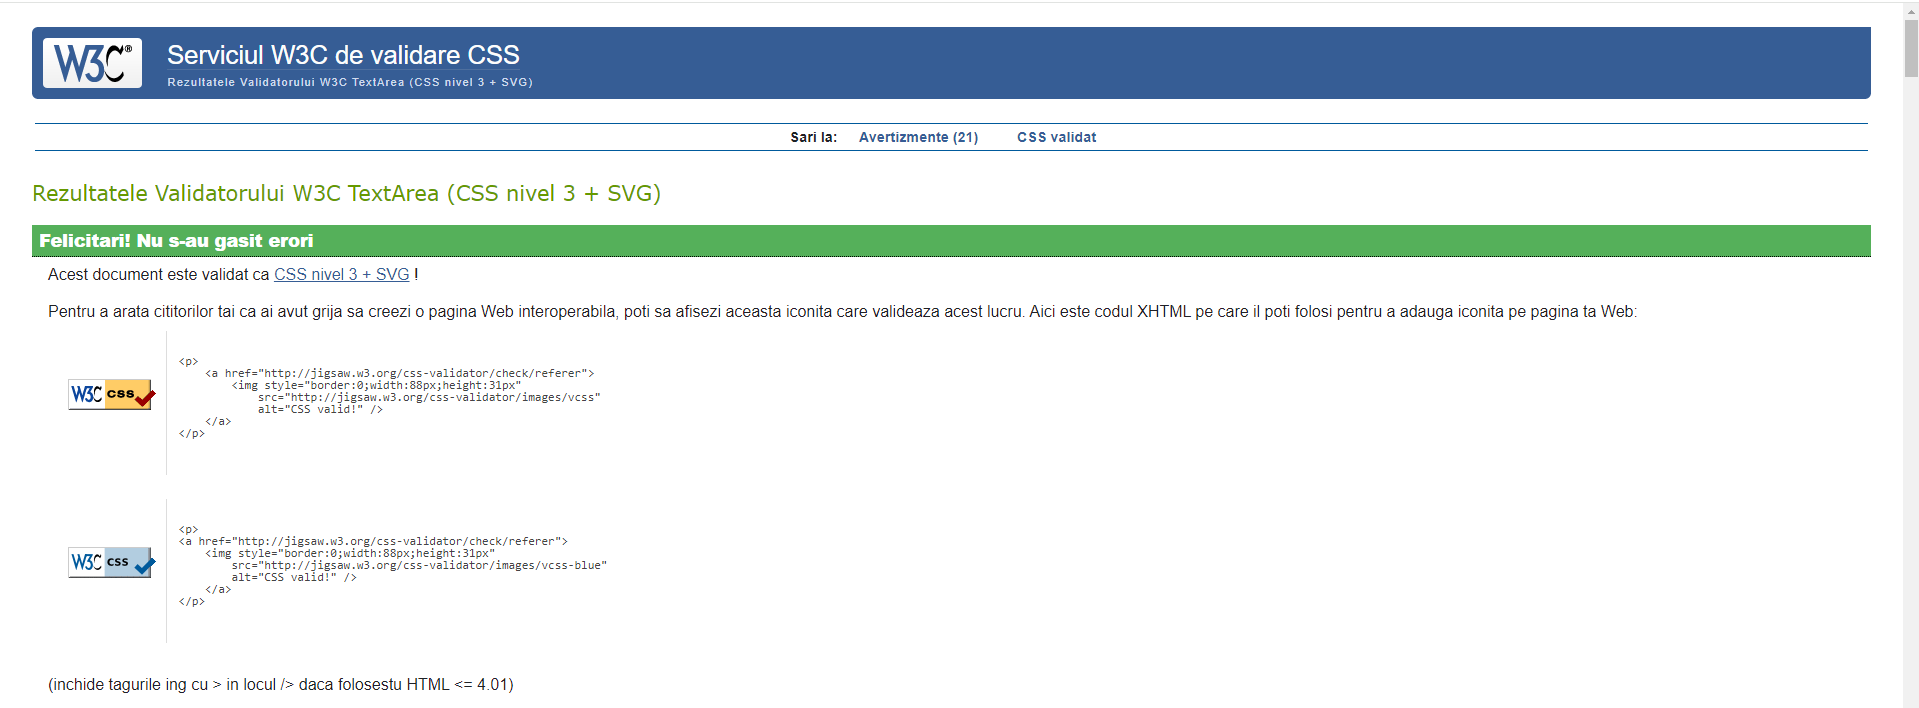 W3C®
Serviciul W3C de validare CSS
Rezultatele Validatorului W3C TextArea (CSS nivel 3 + SVG)
Sari la: Avertizmente (21) CSS validat
Rezultatele Validatorului W3C TextArea (CSS nivel 3 + SVG)
Felicitari! Nu s-au gasit erori
Acest document este validat ca CSS nivel 3 + SVG !
Pentru a arata cititorilor tai ca ai avut grija sa creezi o pagina Web interoperabila, poti sa afisezi aceasta iconita care valideaza acest lucru. Aici este codul XHTML pe care il poti folosi pentru a adauga iconita pe pagina ta Web:
W3C css
<p>
<a href="http://jigsaw.w3.org/css-validator/check/referer">
<img style="border:0;width:88px;height:31px"
src="http://jigsaw.w3.org/css-validator/images/vcss"
alt="CSS valid!" />
</a>
</p>
W3C css
<p>
<a href="http://jigsaw.w3.org/css-validator/check/referer">
<img style="border:0;width:88px;height:31px"
src="http://jigsaw.w3.org/css-validator/images/vcss-blue"
alt="CSS valid!" />
</a>
</p>
(inchide tagurile ing cu > in locul /> daca folosestu HTML <= 4.01)